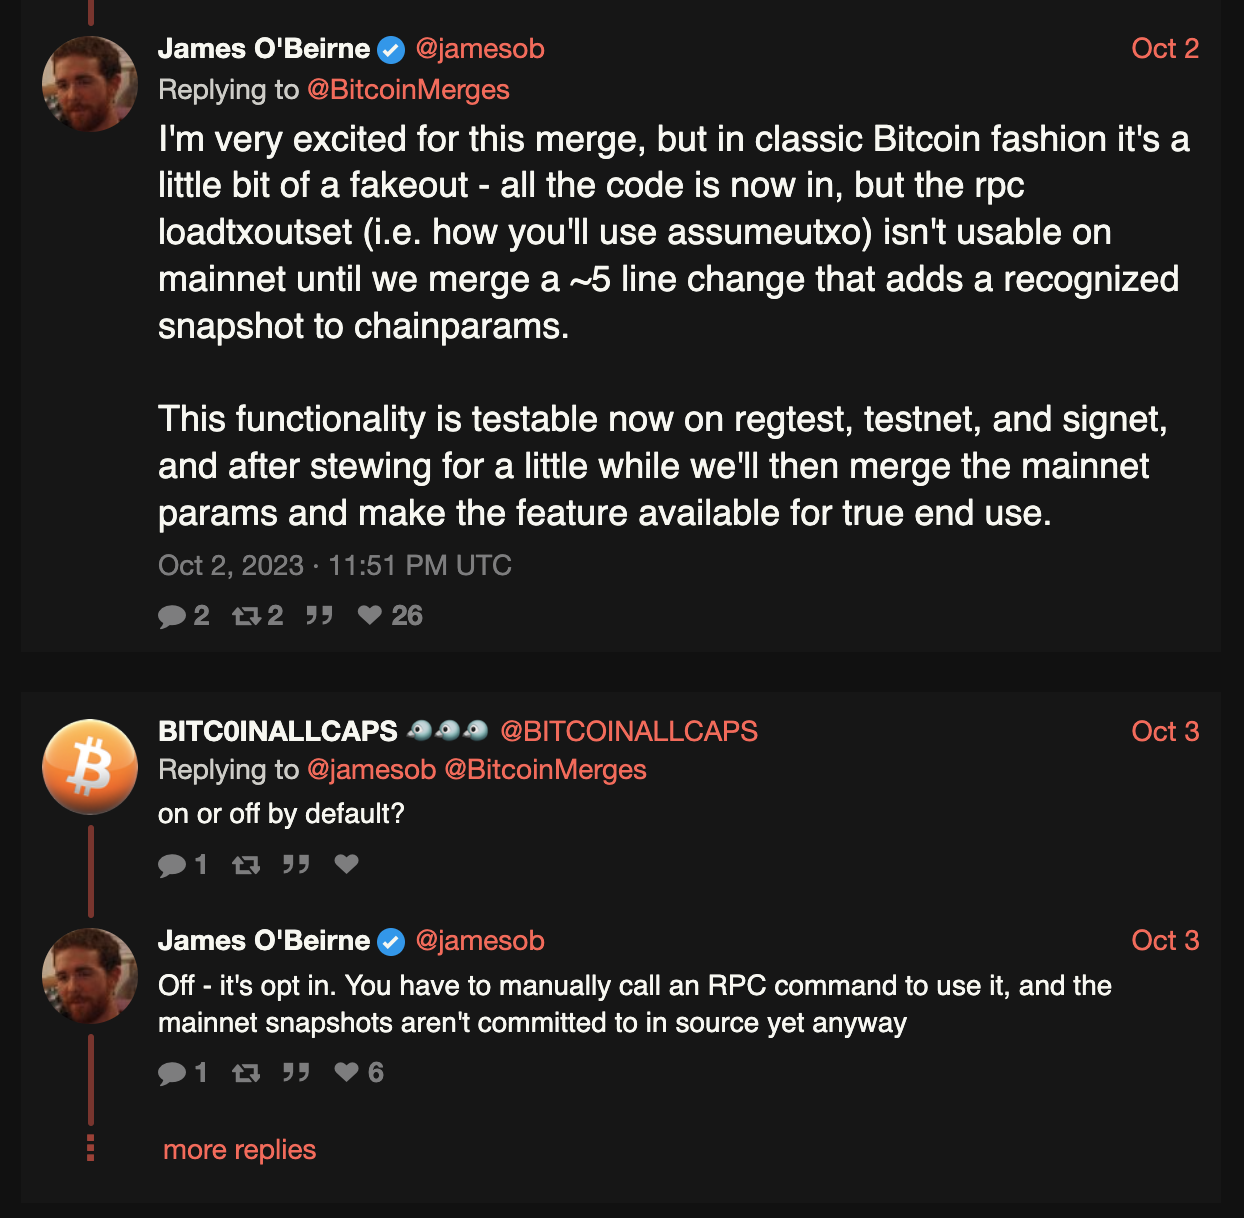 James O'Beirne @jamesob Oct 2
Replying to @BitcoinMerges
I'm very excited for this merge, but in classic Bitcoin fashion it's a
little bit of a fakeout - all the code is now in, but the rpc
loadtxoutset (i.e. how you'll use assumeutxo) isn't usable on
mainnet until we merge a ~5 line change that adds a recognized
snapshot to chainparams.
This functionality is testable now on regtest, testnet, and signet,
and after stewing for a little while we'll then merge the mainnet
params and make the feature available for true end use.
Oct 2, 2023 · 11:51 PM UTC
2 2 26
BITC0INALLCAPS @BITCOINALLCAPS Oct 3
Replying to @jamesob @BitcoinMerges
on or off by default?
1
James O'Beirne @jamesob Oct 3
Off - it's opt in. You have to manually call an RPC command to use it, and the
mainnet snapshots aren't committed to in source yet anyway
1 6
more replies